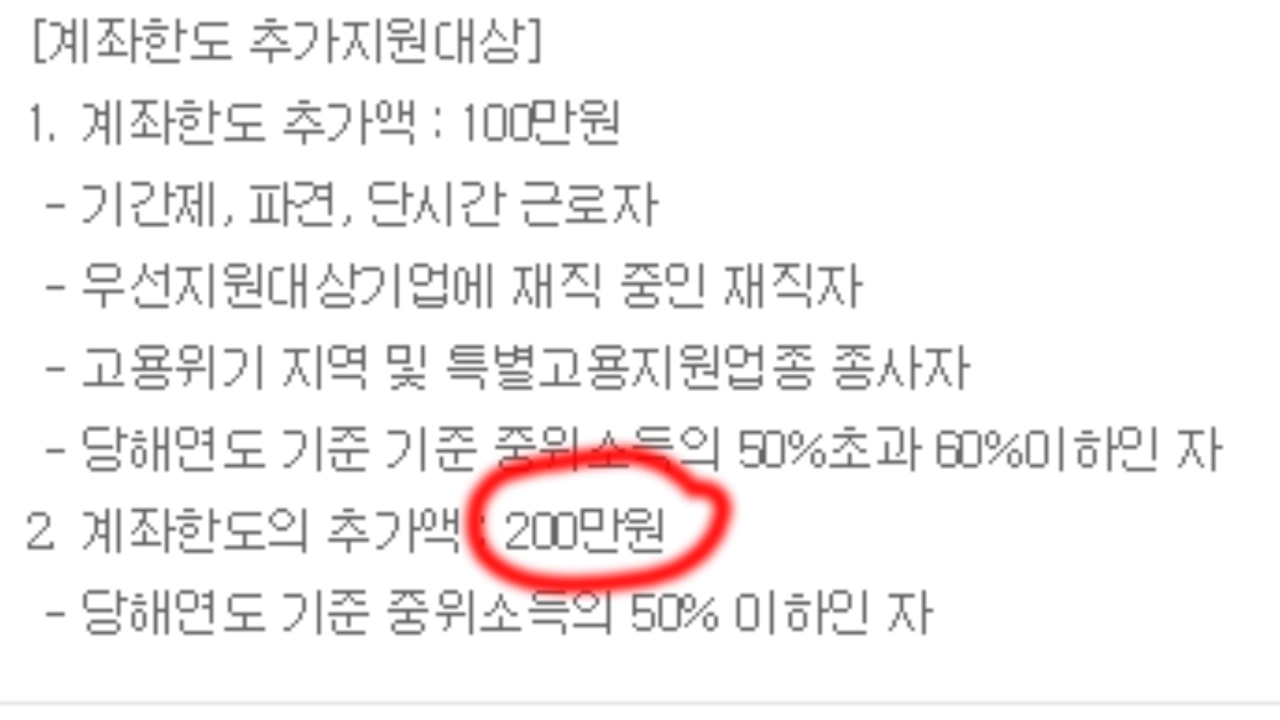 [계좌한도 추가지원대상]
1. 계좌한도 추가액 : 100만원
- 기간제, 파견, 단시간 근로자
- 우선지원대상기업에 재직 중인 재직자
- 고용위기 지역 및 특별고용지원업종 종사자
- 당해연도 기준 기준 중위소득의 50%초과 60%이하인 자
2. 계좌한도의 추가액 : 200만원
- 당해연도 기준 중위소득의 50% 이하인 자